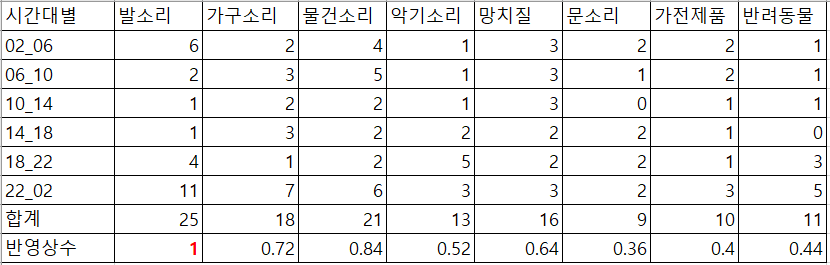 시간대별 발소리 가구소리 물건소리 악기소리 망치질 문소리 가전제품 반려동물
02_06 6 2 4 1 3 2 2 1
06_10 2 3 5 1 3 1 2 1
10_14 1 2 2 1 3 0 1 1
14_18 1 3 2 2 2 2 1 0
18_22 4 1 2 5 2 2 1 3
22_02 11 7 6 3 3 2 3 5
합계 25 18 21 13 16 9 10 11
반영상수 1 0.72 0.84 0.52 0.64 0.36 0.4 0.44